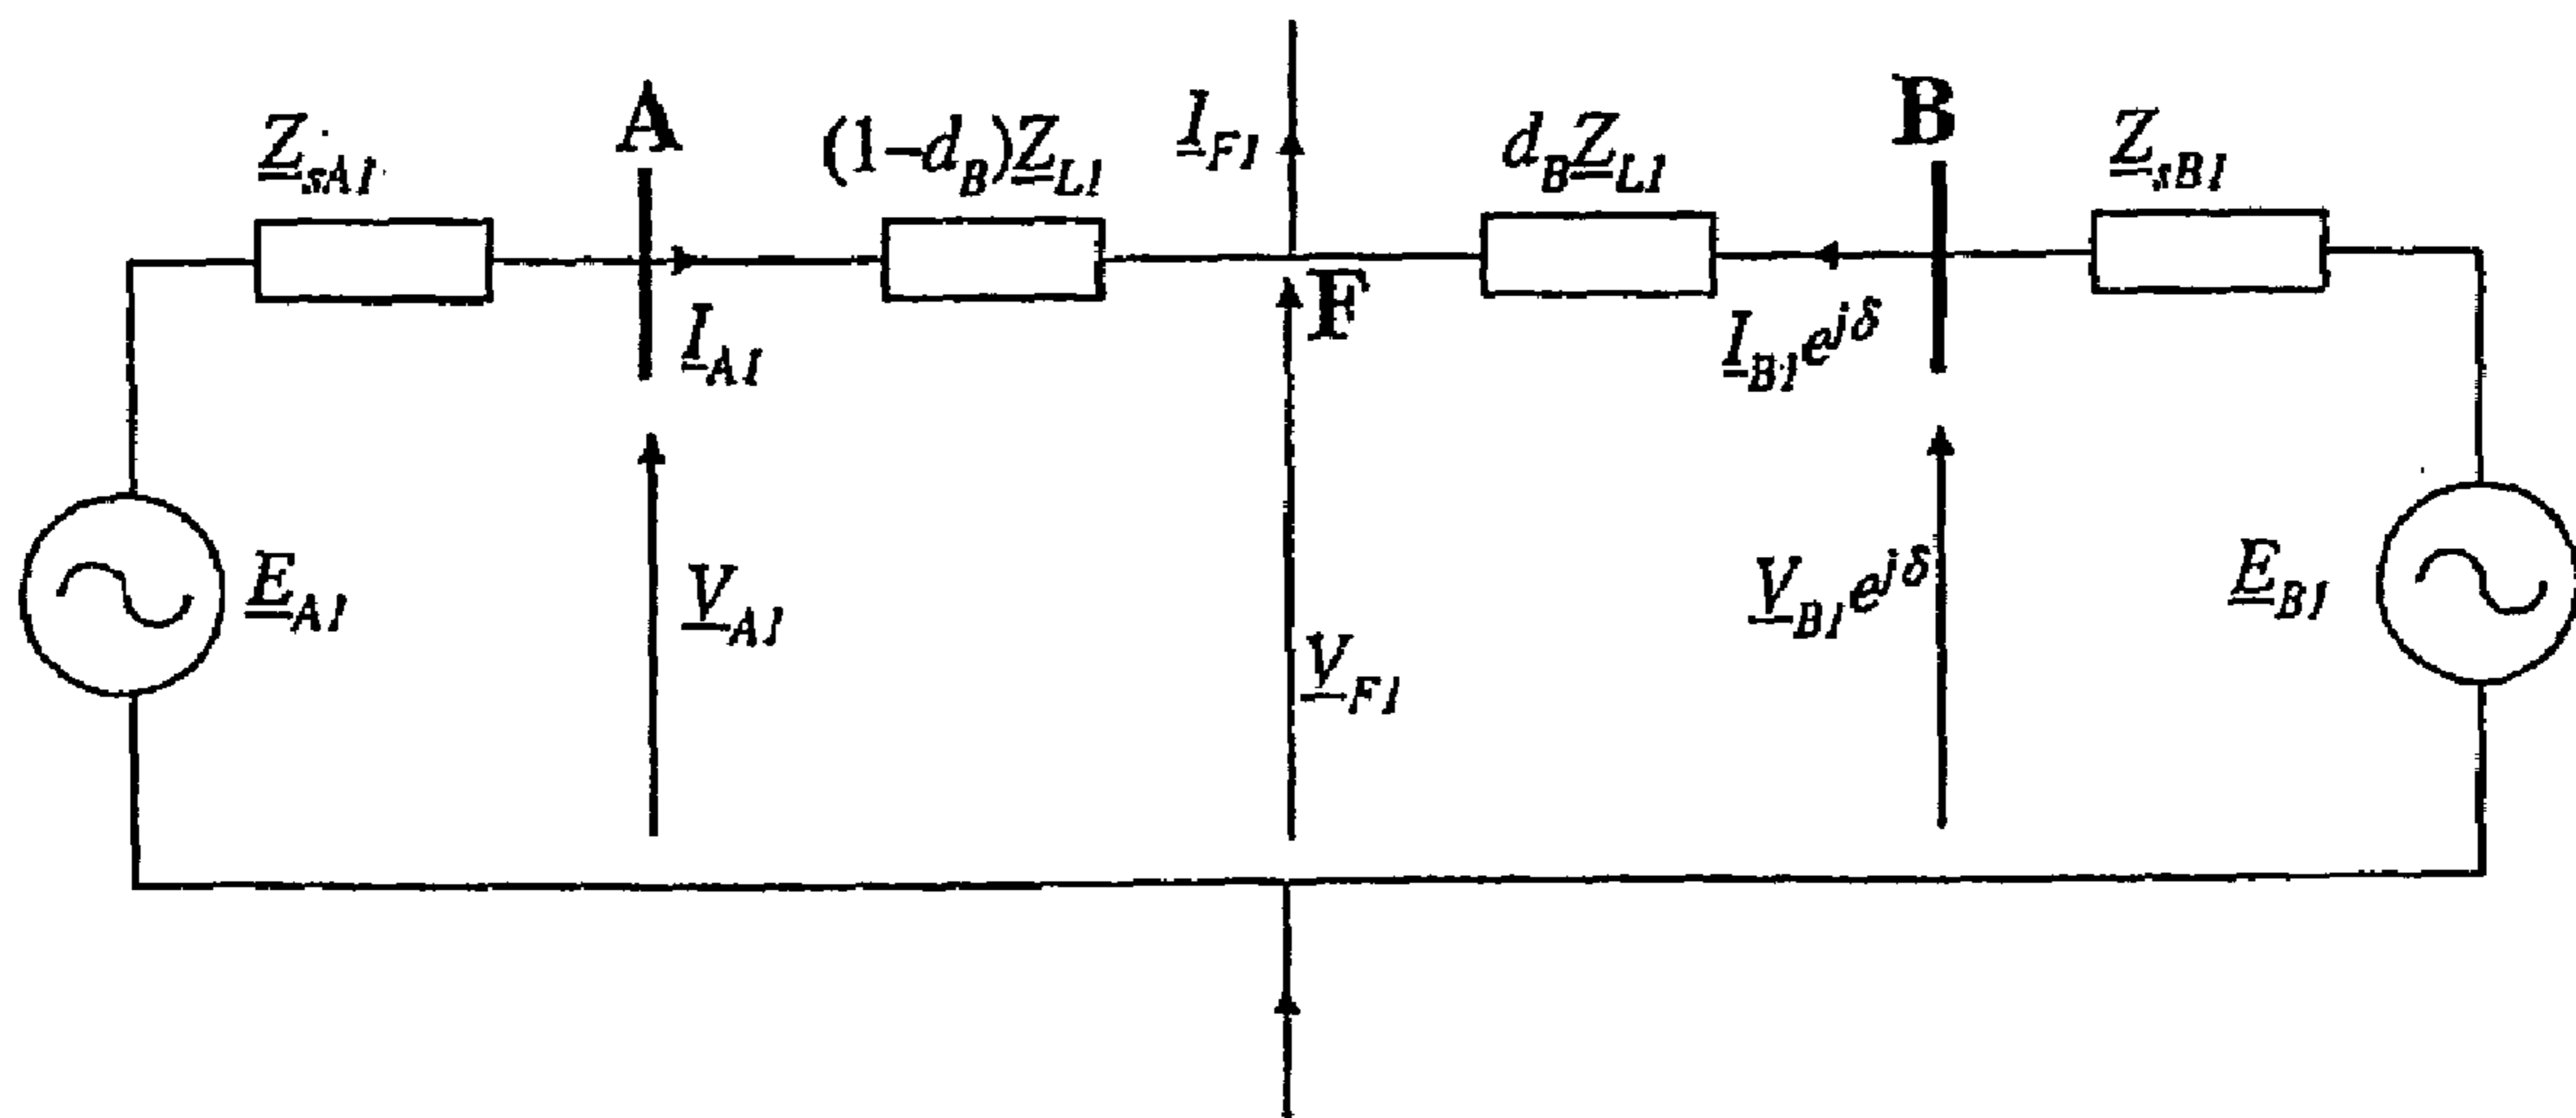 Z_sA1
A
(1–d_B)Z_L1
I_F1
d_B Z_L1
B
Z_sB1
I_A1
F
I_B1 e^jδ
E_A1
V_A1
V_F1
V_B1 e^jδ
E_B1